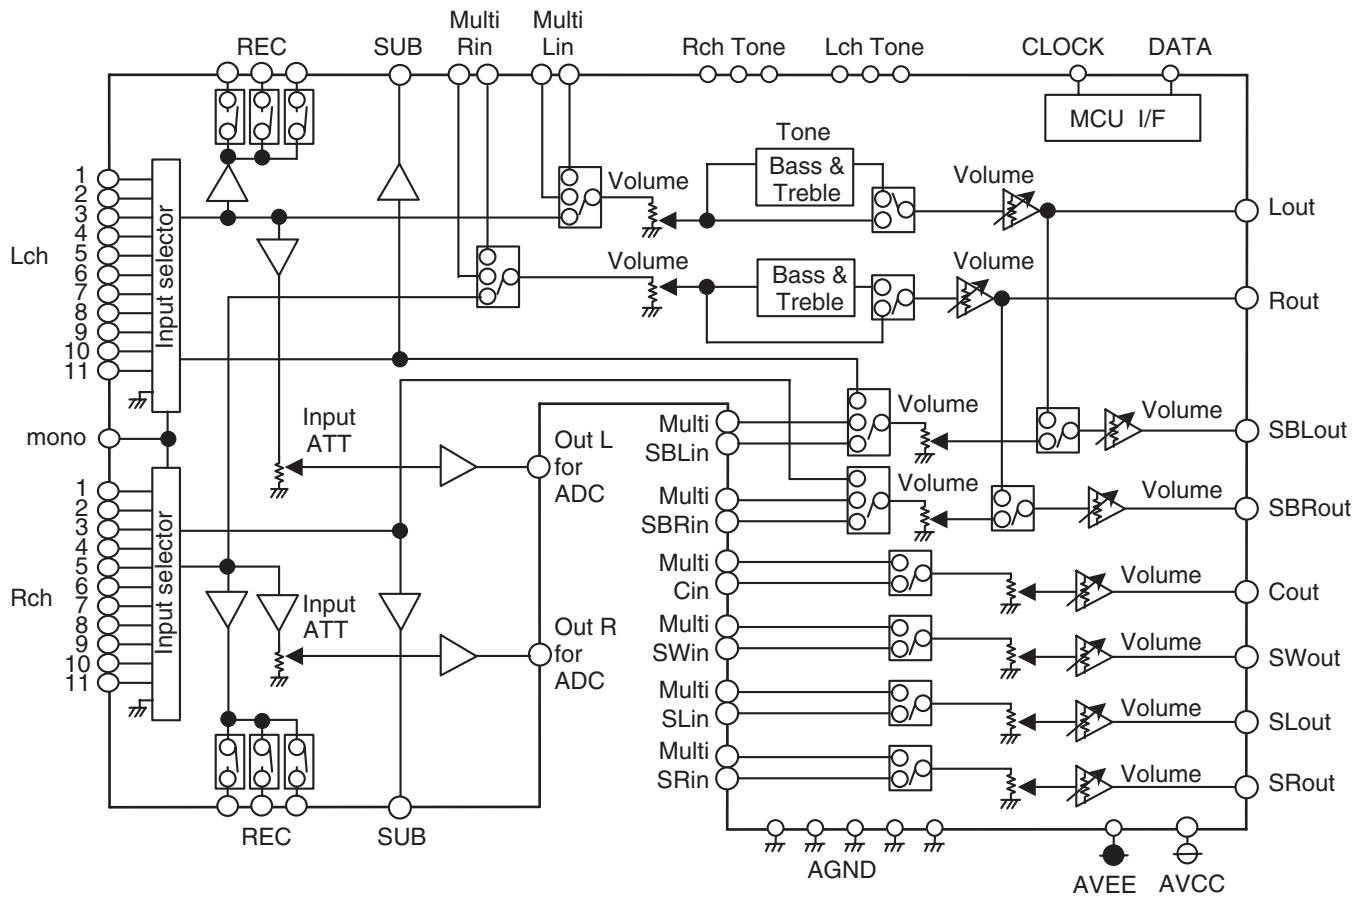 Multi
Rin
Multi
Lin
REC
SUB
Rch Tone
Lch Tone
CLOCK
DATA
MCU I/F
Tone
Bass &
Treble
Volume
Volume
Lout
1
2
3
4
5
6
7
8
9
10
11
Lch
Input selector
Volume
Bass &
Treble
Volume
Rout
mono
Input
ATT
Out L
for
ADC
Multi
SBLin
Volume
Volume
SBLout
Multi
SBRin
Volume
Volume
SBRout
1
2
3
4
5
6
7
8
9
10
11
Rch
Input selector
Input
ATT
Out R
for
ADC
Multi
Cin
Volume
Cout
Multi
SWin
Volume
SWout
Multi
SLin
Volume
SLout
Multi
SRin
Volume
SRout
REC
SUB
AGND
AVEE
AVCC